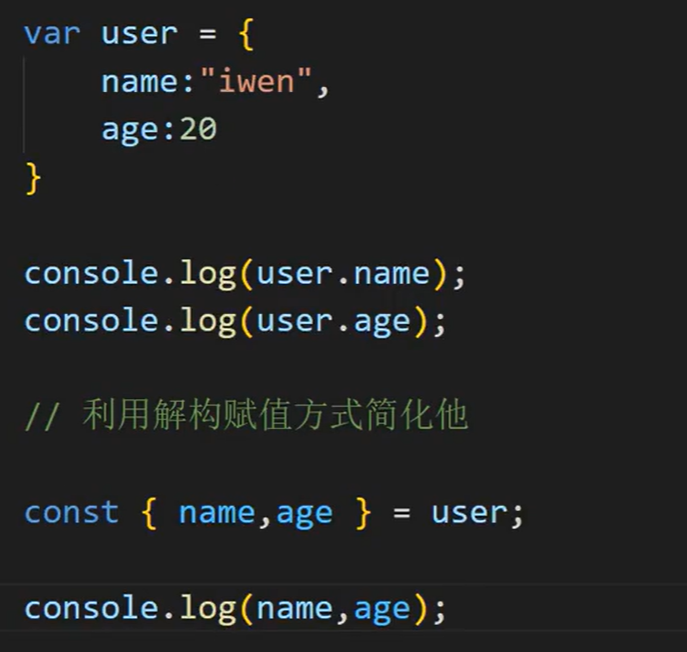 var user = {
    name:"iwen",
    age:20
}
console.log(user.name);
console.log(user.age);
// 利用解构赋值方式简化他
const { name,age } = user;
console.log(name,age);